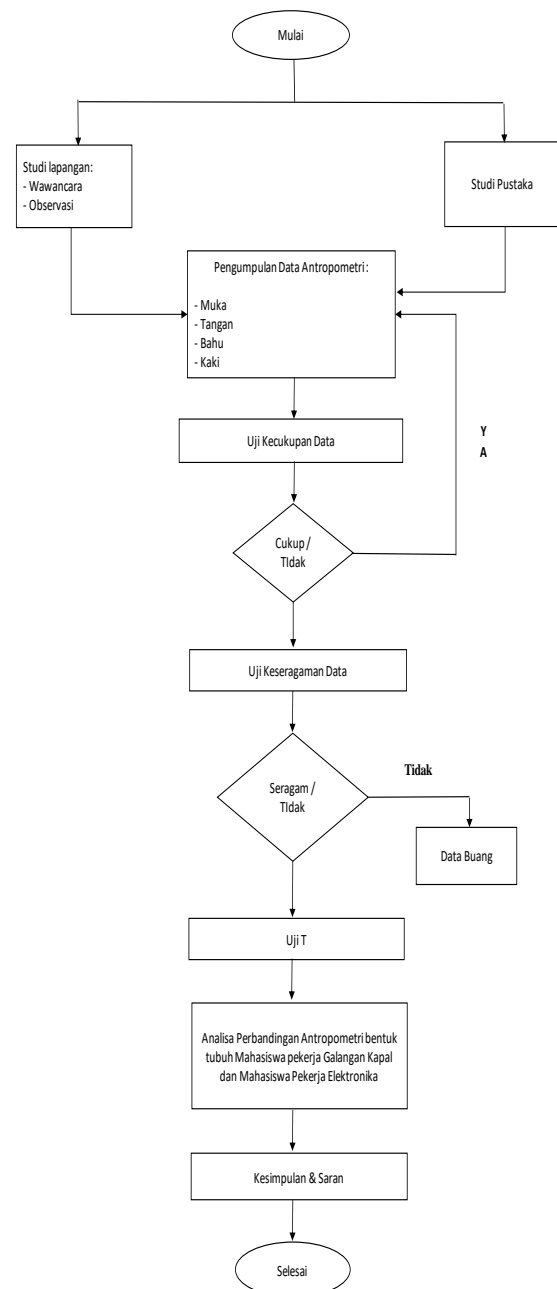 Mulai
Studi lapangan:
- Wawancara
- Observasi
Studi Pustaka
Pengumpulan Data Antropometri :
- Muka
- Tangan
- Bahu
- Kaki
Uji Kecukupan Data
Y
A
Cukup /
TIdak
Uji Keseragaman Data
Seragam /
TIdak
Tidak
Data Buang
Uji T
Analisa Perbandingan Antropometri bentuk
tubuh Mahasiswa pekerja Galangan Kapal
dan Mahasiswa Pekerja Elektronika
Kesimpulan & Saran
Selesai